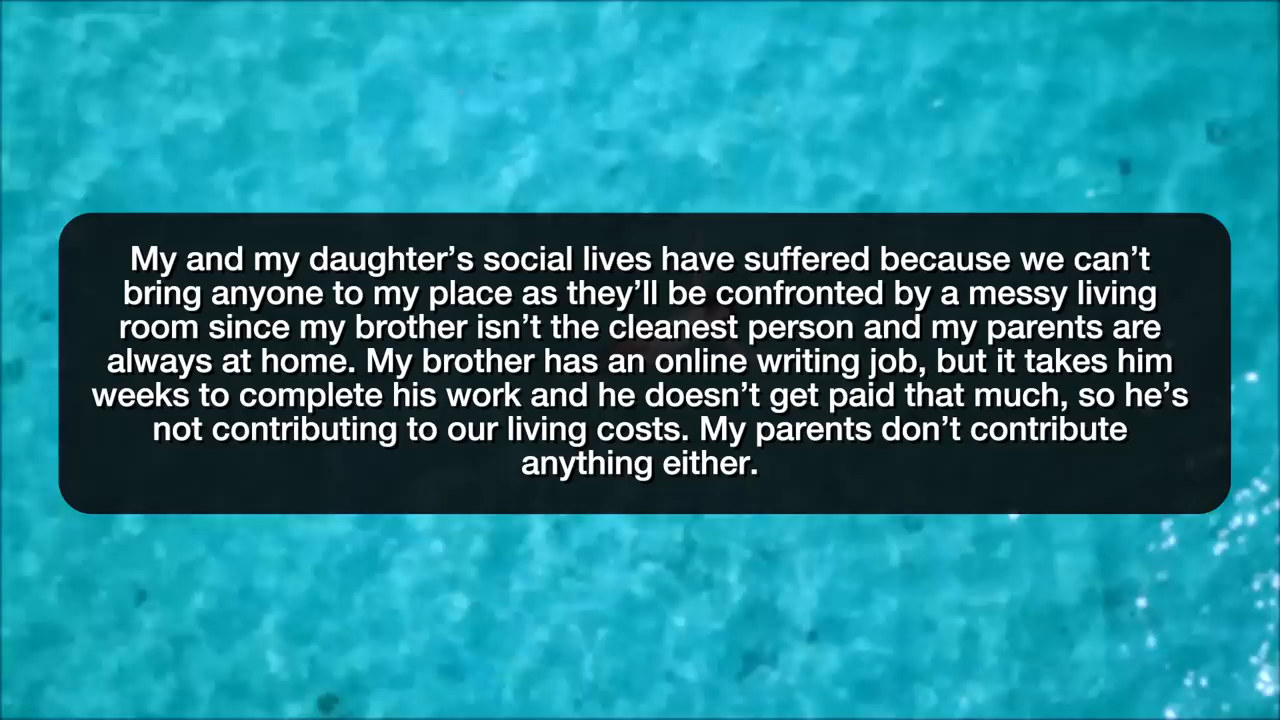 My and my daughter’s social lives have suffered because we can’t
bring anyone to my place as they’ll be confronted by a messy living
room since my brother isn’t the cleanest person and my parents are
always at home. My brother has an online writing job, but it takes him
weeks to complete his work and he doesn’t get paid that much, so he’s
not contributing to our living costs. My parents don’t contribute
anything either.